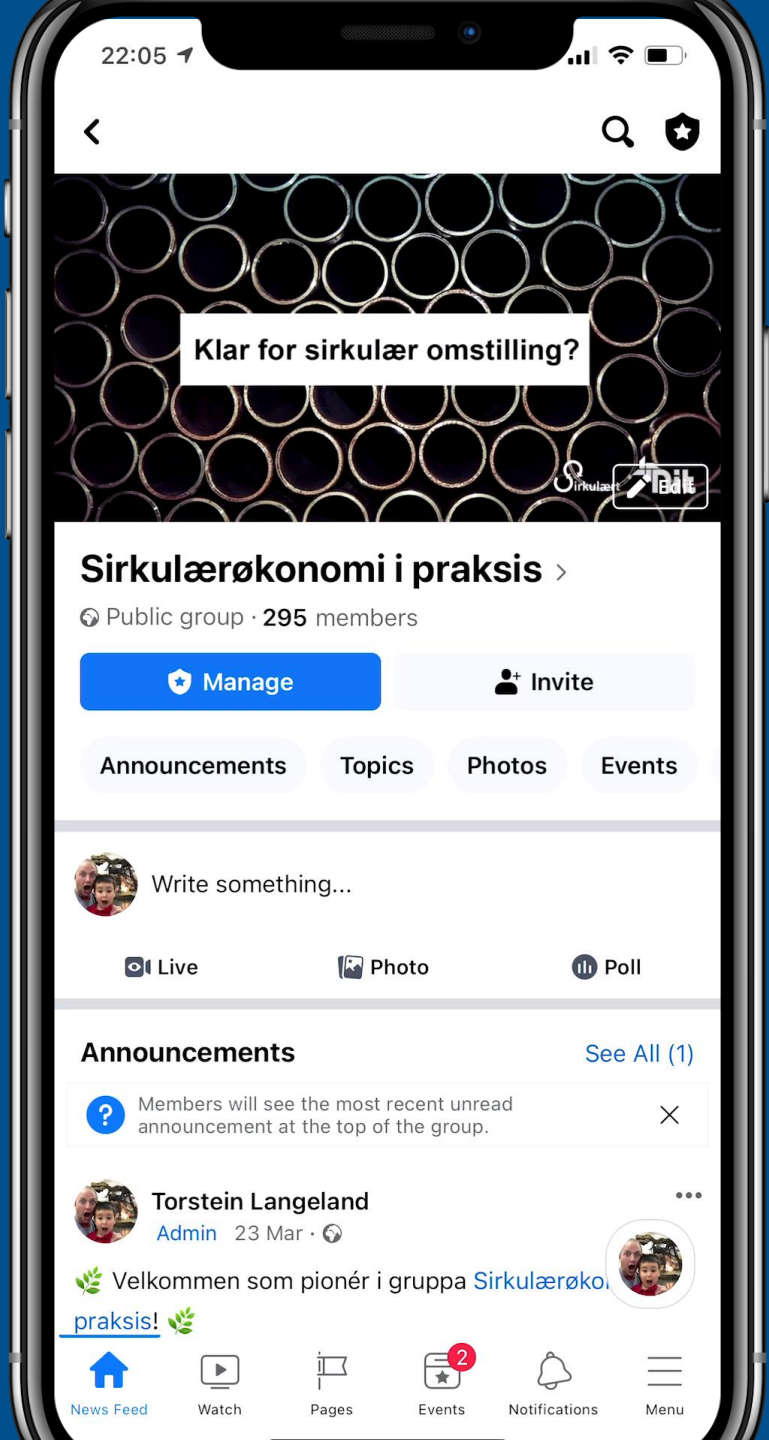 22:05
Klar for sirkulær omstilling?
Sirkulært
Edit
Sirkulærøkonomi i praksis
Public group · 295 members
Manage
Invite
Announcements
Topics
Photos
Events
Write something...
Live
Photo
Poll
Announcements
See All (1)
Members will see the most recent unread
announcement at the top of the group.
Torstein Langeland
Admin 23 Mar ·
🌿 Velkommen som pionér i gruppa
praksis! 🌿
2
News Feed
Watch
Pages
Events
Notifications
Menu